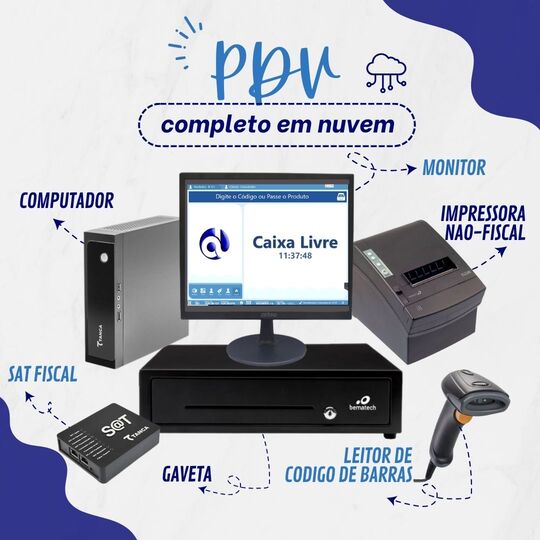 PDV
completo em nuvem
MONITOR
COMPUTADOR
IMPRESSORA
NAO-FISCAL
Digite o Código ou Passe o Produto
Caixa Livre
11:37:48
TANCA
SAT FISCAL
S@T
TANCA
bematech
GAVETA
LEITOR DE
CODIGO DE BARRAS